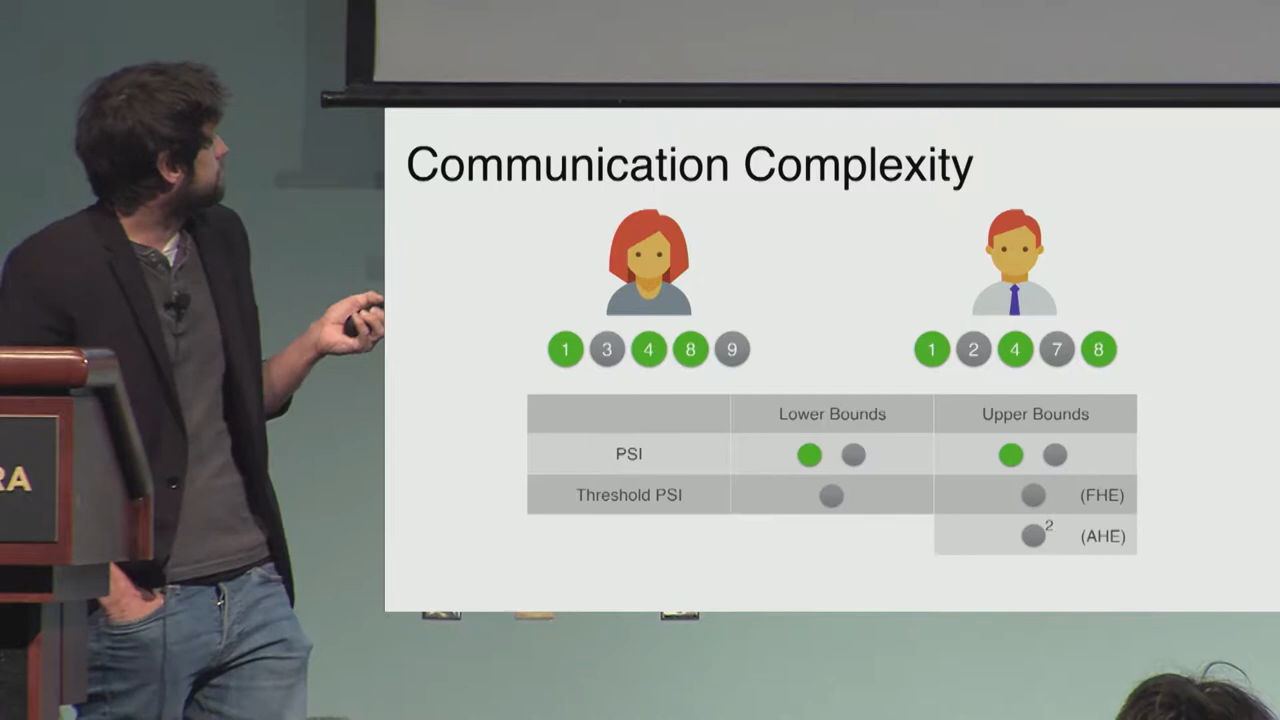 Communication Complexity
1 3 4 8 9
1 2 4 7 8
Lower Bounds Upper Bounds
PSI
Threshold PSI (FHE)
2 (AHE)
RA